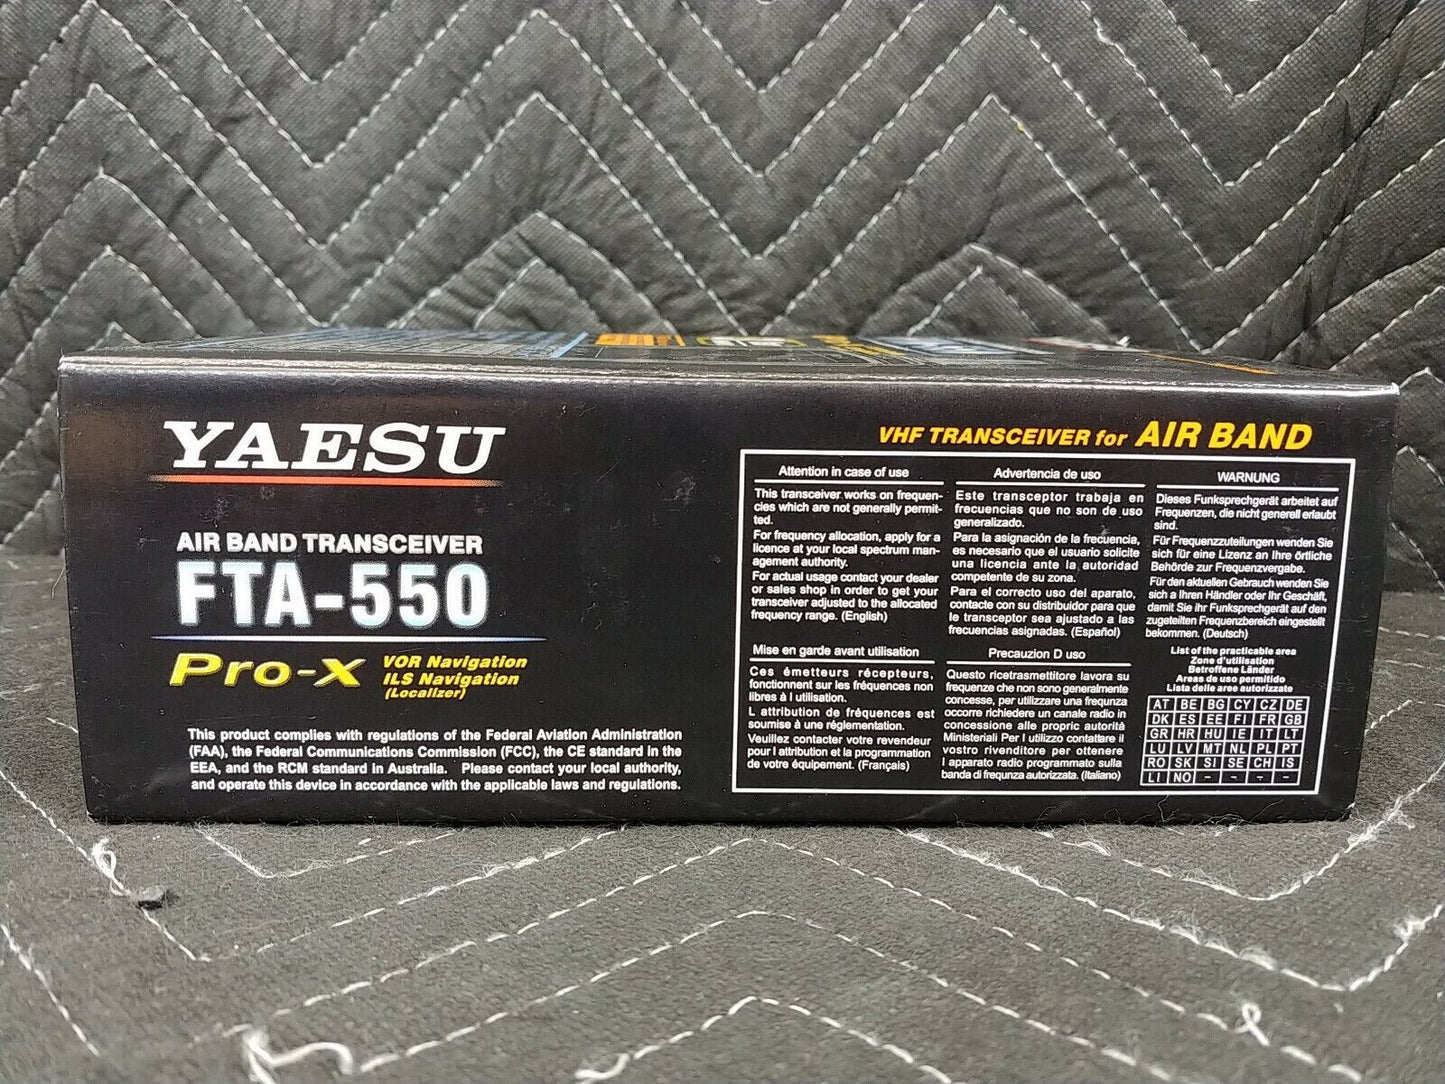 YAESU
AIR BAND TRANSCEIVER
FTA-550
Pro-X
VOR Navigation
ILS Navigation
(Localizer)
This product complies with regulations of the Federal Aviation Administration
(FAA), the Federal Communications Commission (FCC), the CE standard in the
EEA, and the RCM standard in Australia. Please contact your local authority,
and operate this device in accordance with the applicable laws and regulations.
VHF TRANSCEIVER for AIR BAND
Attention in case of use
This transceiver works on frequen-
cies which are not generally permit-
ted.
For frequency allocation, apply for a
licence at your local spectrum man-
agement authority.
For actual usage contact your dealer
or sales shop in order to get your
transceiver adjusted to the allocated
frequency range. (English)
Advertencia de uso
Este transceptor trabaja en
frecuencias que no son de uso
generalizado.
Para la asignación de la frecuencia,
es necesario que el usuario solicite
una licencia ante la autoridad
competente de su zona.
Para el correcto uso del aparato,
contacte con su distribuidor para que
le transceptor sea ajustado a las
frecuencias asignadas. (Español)
WARNUNG
Dieses Funksprechgerät arbeitet auf
Frequenzen, die nicht generell erlaubt
sind.
Für Frequenzzuteilungen wenden Sie
sich für eine Lizenz an Ihre örtliche
Behörde zur Frequenzvergabe.
Für den aktuellen Gebrauch wenden Sie
sich a Ihren Händler oder Ihr Geschäft,
damit Sie ihr Funksprechgerät auf den
zugeteilten Frequenzbereich eingestellt
bekommen. (Deutsch)
Mise en garde avant utilisation
Ces émetteurs récepteurs,
fonctionnent sur les fréquences non
libres à l utilisation.
L attribution de fréquences est
soumise à une réglementation.
Veuillez contacter votre revendeur
pour l attribution et la programmation
de votre équipement. (Français)
Precauzion D uso
Questo ricetrasmettitore lavora su
frequenze che non sono generalmente
concesse, per utilizzare una frequnza
occorre richiedere un canale radio in
concessione alle proprie autorità
Ministeriali Per l utilizzo contattare il
vostro rivenditore per ottenere
l apparato radio programmato sulla
banda di frequnza autorizzata. (Italiano)
List of the practicable area
Zone d'utilisation
Betroffene Länder
Areas de uso permitido
Lista delle aree autorizzate
AT BE BG CY CZ DE
DK ES EE FI FR GB
GR HR HU IE IT LT
LU LV MT NL PL PT
RO SK SI SE CH IS
LI NO – – – –